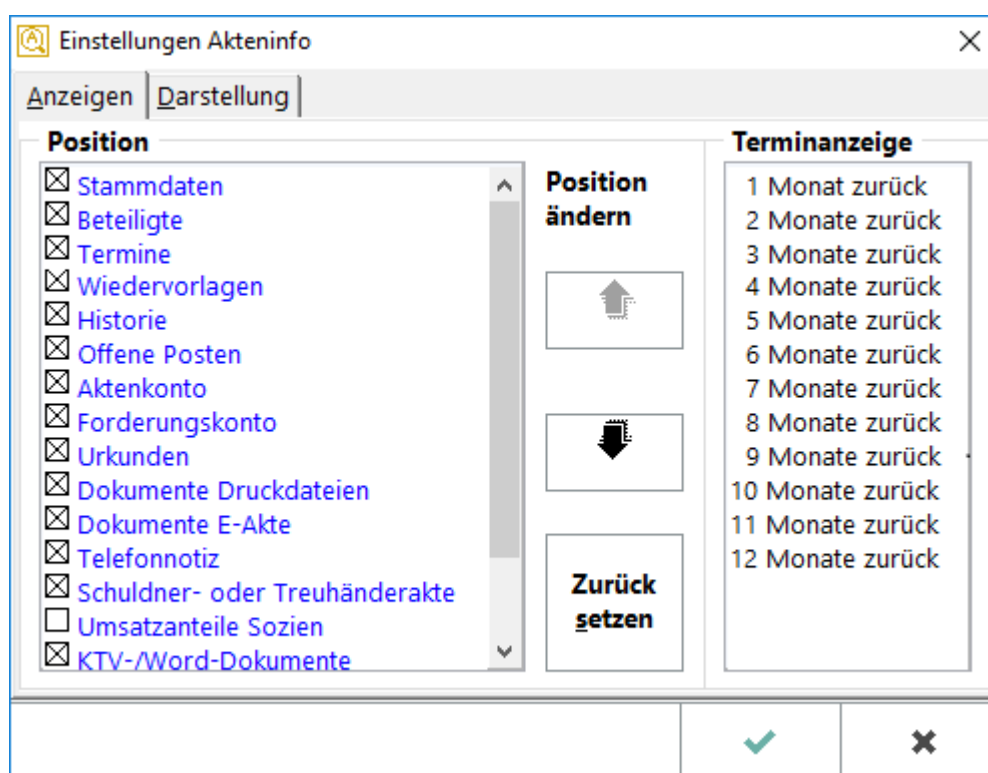 Einstellungen Akteninfo
Anzeigen
Darstellung
Position
Stammdaten
Beteiligte
Termine
Wiedervorlagen
Historie
Offene Posten
Aktenkonto
Forderungskonto
Urkunden
Dokumente Druckdateien
Dokumente E-Akte
Telefonnotiz
Schuldner- oder Treuhänderakte
Umsatzanteile Sozien
KTV-/Word-Dokumente
Position
ändern
Zurück
setzen
Terminanzeige
1 Monat zurück
2 Monate zurück
3 Monate zurück
4 Monate zurück
5 Monate zurück
6 Monate zurück
7 Monate zurück
8 Monate zurück
9 Monate zurück
10 Monate zurück
11 Monate zurück
12 Monate zurück